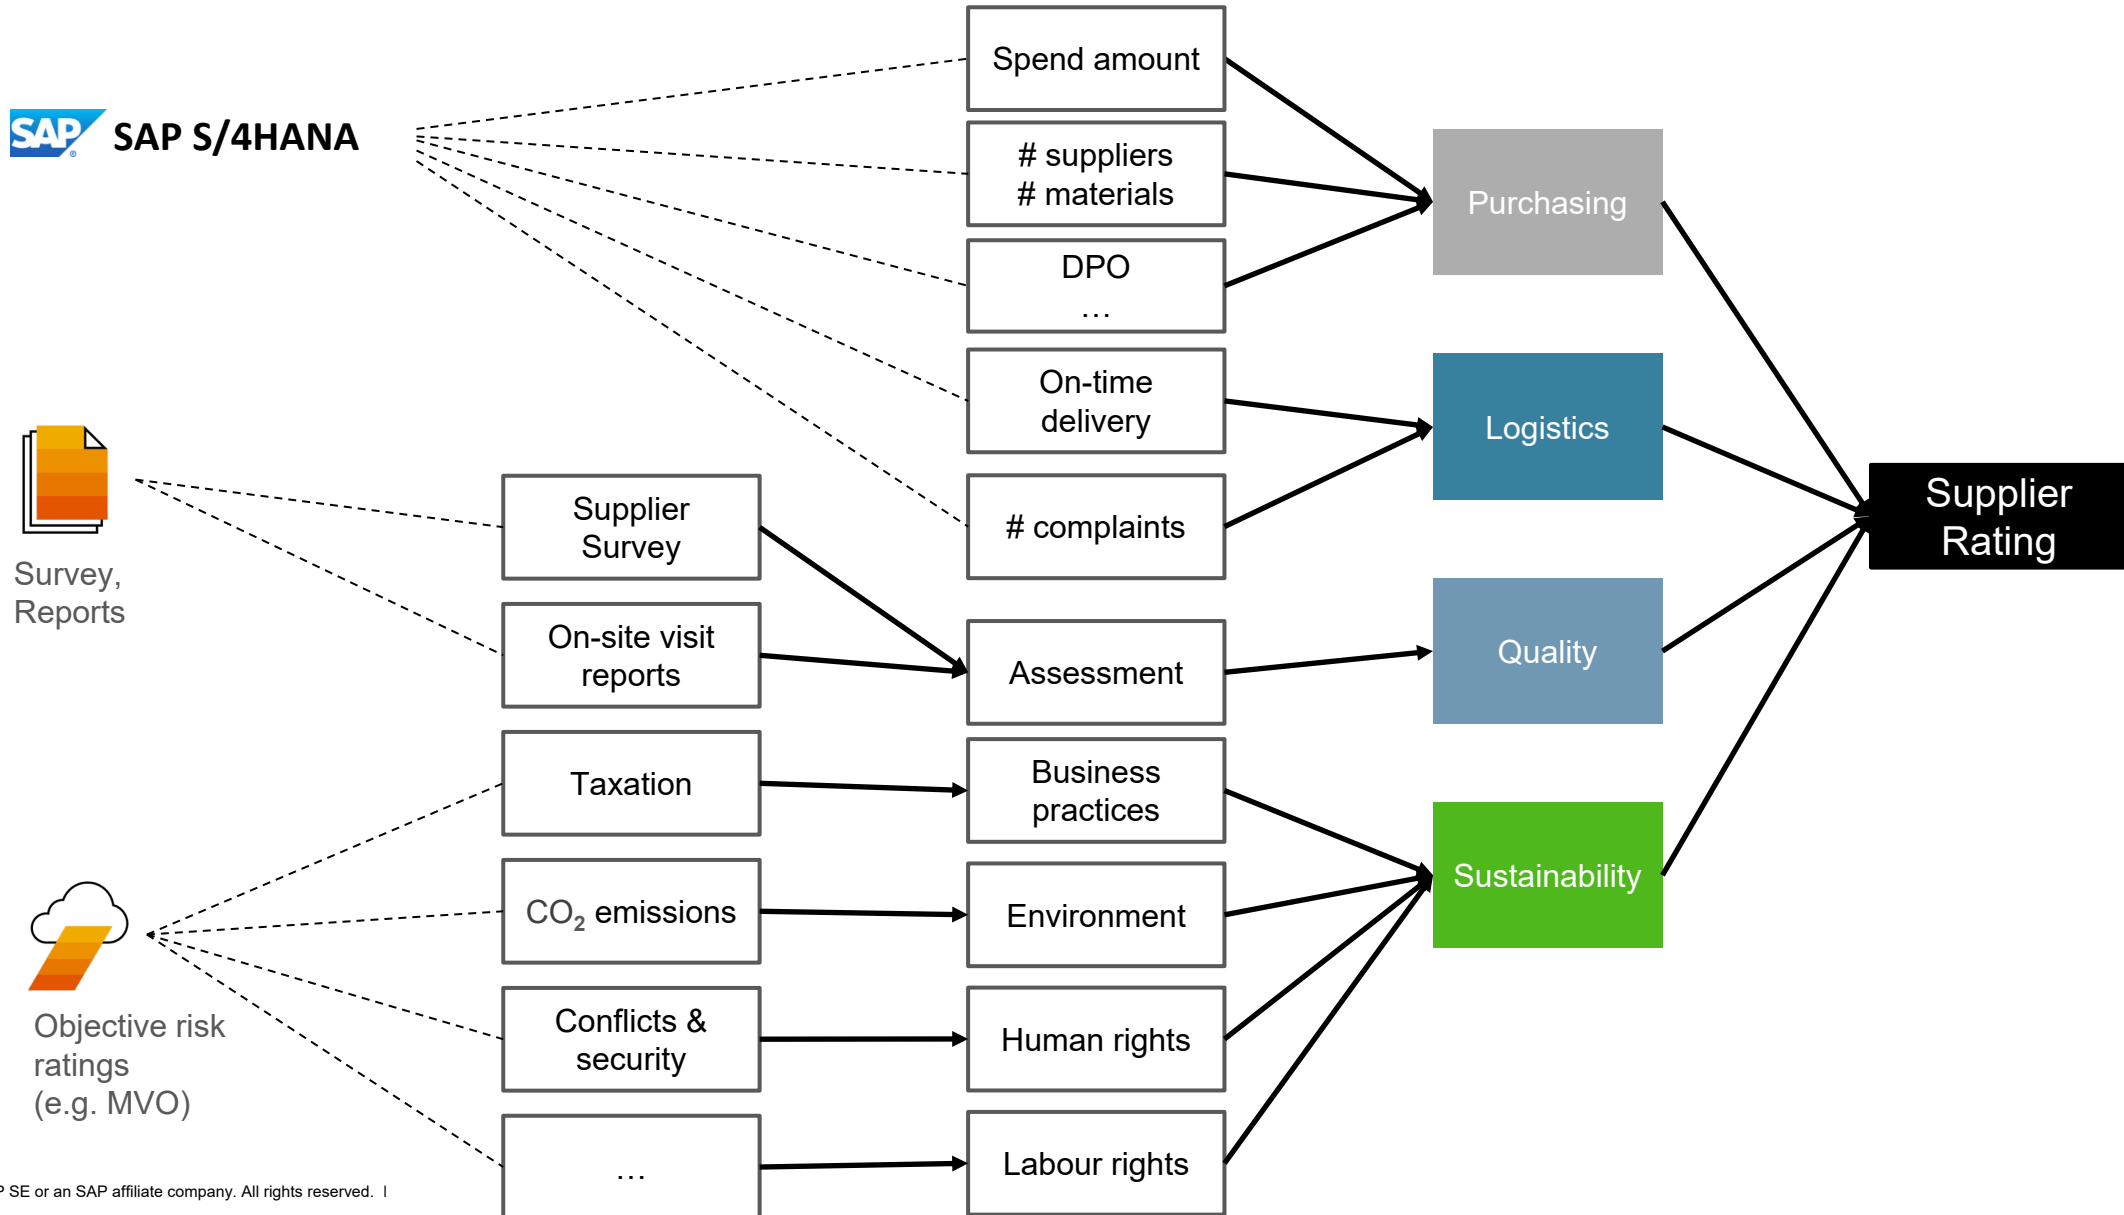 SAP
®
SAP S/4HANA
Survey,
Reports
Objective risk
ratings
(e.g. MVO)
Supplier
Survey
On-site visit
reports
Taxation
CO₂ emissions
Conflicts &
security
…
Spend amount
# suppliers
# materials
DPO
…
On-time
delivery
# complaints
Assessment
Business
practices
Environment
Human rights
Labour rights
Purchasing
Logistics
Quality
Sustainability
Supplier
Rating
P SE or an SAP affiliate company. All rights reserved. |